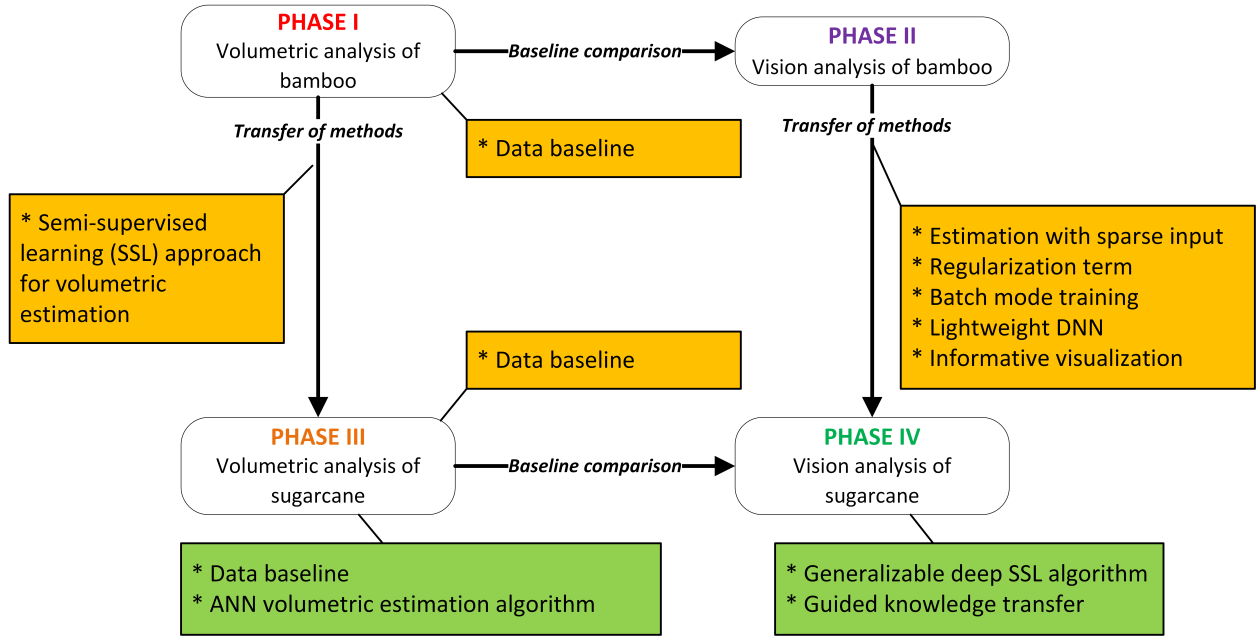 PHASE I
Volumetric analysis of
bamboo
Baseline comparison
PHASE II
Vision analysis of bamboo
Transfer of methods
* Data baseline
Transfer of methods
* Semi-supervised
learning (SSL) approach
for volumetric
estimation
* Estimation with sparse input
* Regularization term
* Batch mode training
* Lightweight DNN
* Informative visualization
* Data baseline
PHASE III
Volumetric analysis of
sugarcane
Baseline comparison
PHASE IV
Vision analysis of
sugarcane
* Data baseline
* ANN volumetric estimation algorithm
* Generalizable deep SSL algorithm
* Guided knowledge transfer